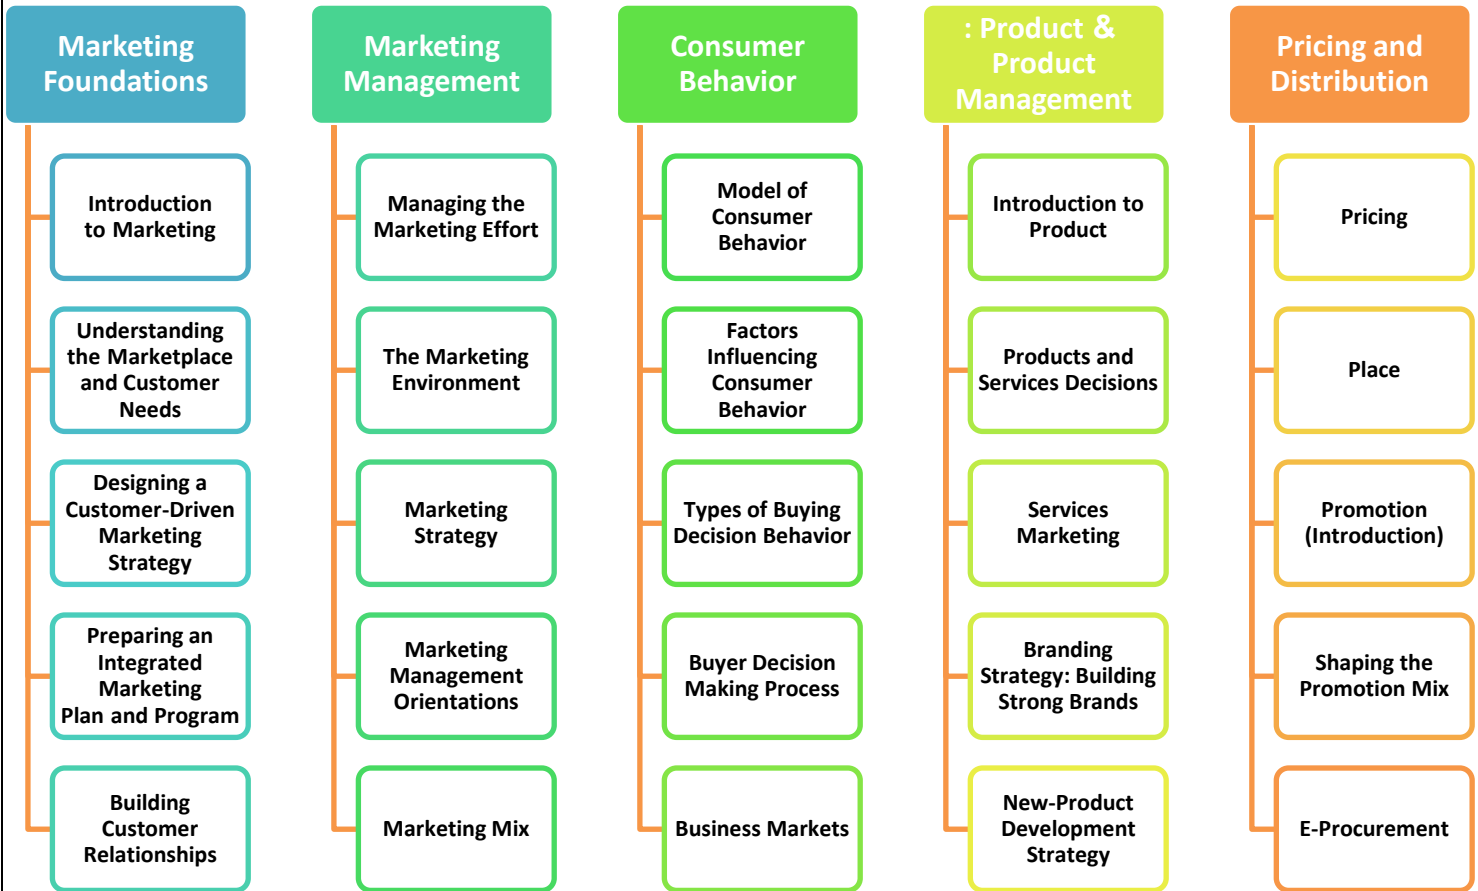 Marketing
Foundations
Introduction
to Marketing
Understanding
the Marketplace
and Customer
Needs
Designing a
Customer-Driven
Marketing
Strategy
Preparing an
Integrated
Marketing
Plan and Program
Building
Customer
Relationships
Marketing
Management
Managing the
Marketing Effort
The Marketing
Environment
Marketing
Strategy
Marketing
Management
Orientations
Marketing Mix
Consumer
Behavior
Model of
Consumer
Behavior
Factors
Influencing
Consumer
Behavior
Types of Buying
Decision Behavior
Buyer Decision
Making Process
Business Markets
: Product &
Product
Management
Introduction to
Product
Products and
Services Decisions
Services
Marketing
Branding
Strategy: Building
Strong Brands
New-Product
Development
Strategy
Pricing and
Distribution
Pricing
Place
Promotion
(Introduction)
Shaping the
Promotion Mix
E-Procurement